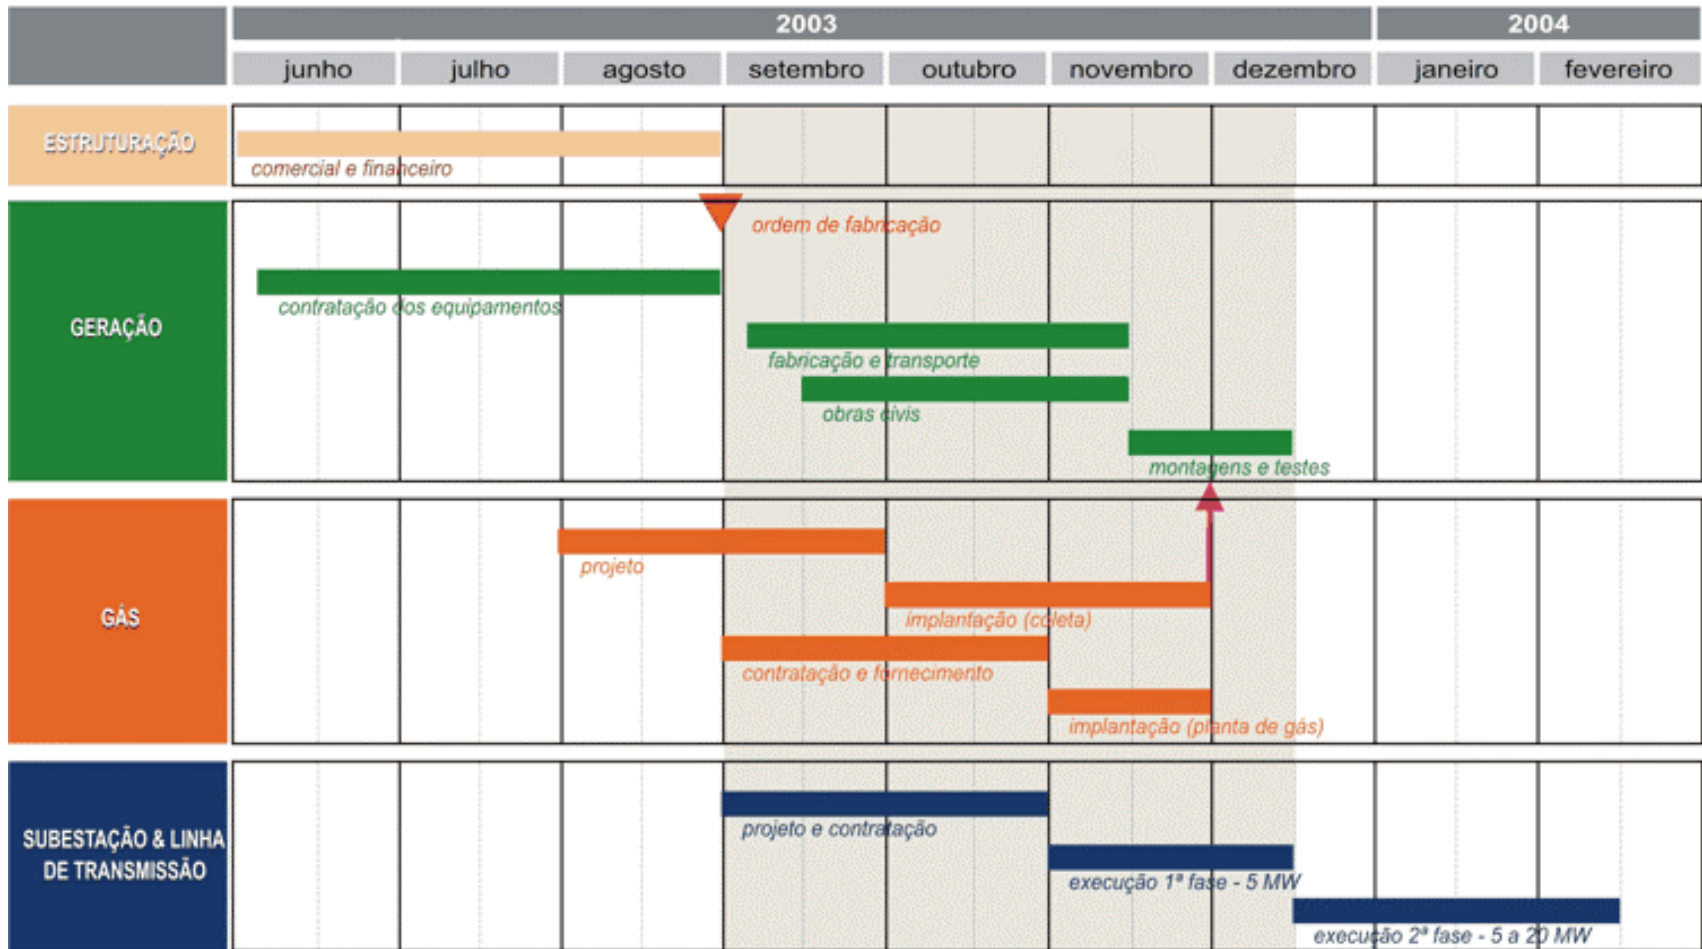 2003
2004
junho
julho
agosto
setembro
outubro
novembro
dezembro
janeiro
fevereiro
ESTRUTURAÇÃO
comercial e financeiro
GERAÇÃO
ordem de fabricação
contratação dos equipamentos
fabricação e transporte
obras civis
montagens e testes
GÁS
projeto
implantação (coleta)
contratação e fornecimento
implantação (planta de gás)
SUBESTAÇÃO & LINHA
DE TRANSMISSÃO
projeto e contratação
execução 1ª fase - 5 MW
execução 2ª fase - 5 a 20 MW